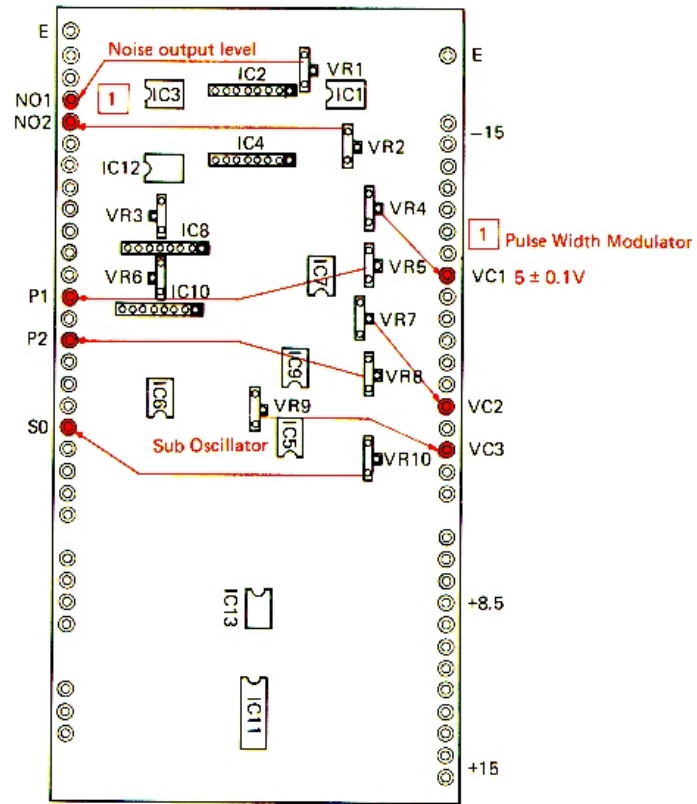 E
Noise output level
VR1
E
IC2
IC3
IC1
NO1
1
NO2
-15
VR2
IC4
IC12
VR4
VR3
1 Pulse Width Modulator
IC8
VR5
VC1 5 ± 0.1V
IC7
VR6
IC10
P1
VR7
P2
IC9
VR8
IC6
VR9
VC2
S0
Sub Oscillator
IC5
VC3
VR10
IC13
+8.5
IC11
+15